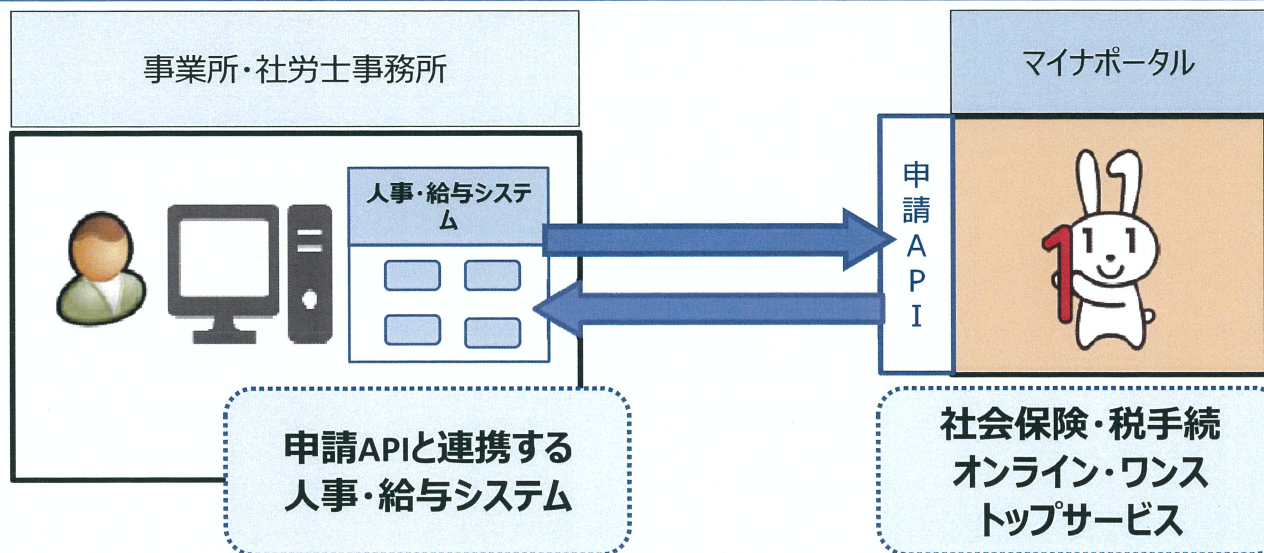 事業所・社労士事務所
マイナポータル
人事・給与システ
ム
申
請
A
P
I
1
申請APIと連携する
人事・給与システム
社会保険・税手続
オンライン・ワンス
トップサービス